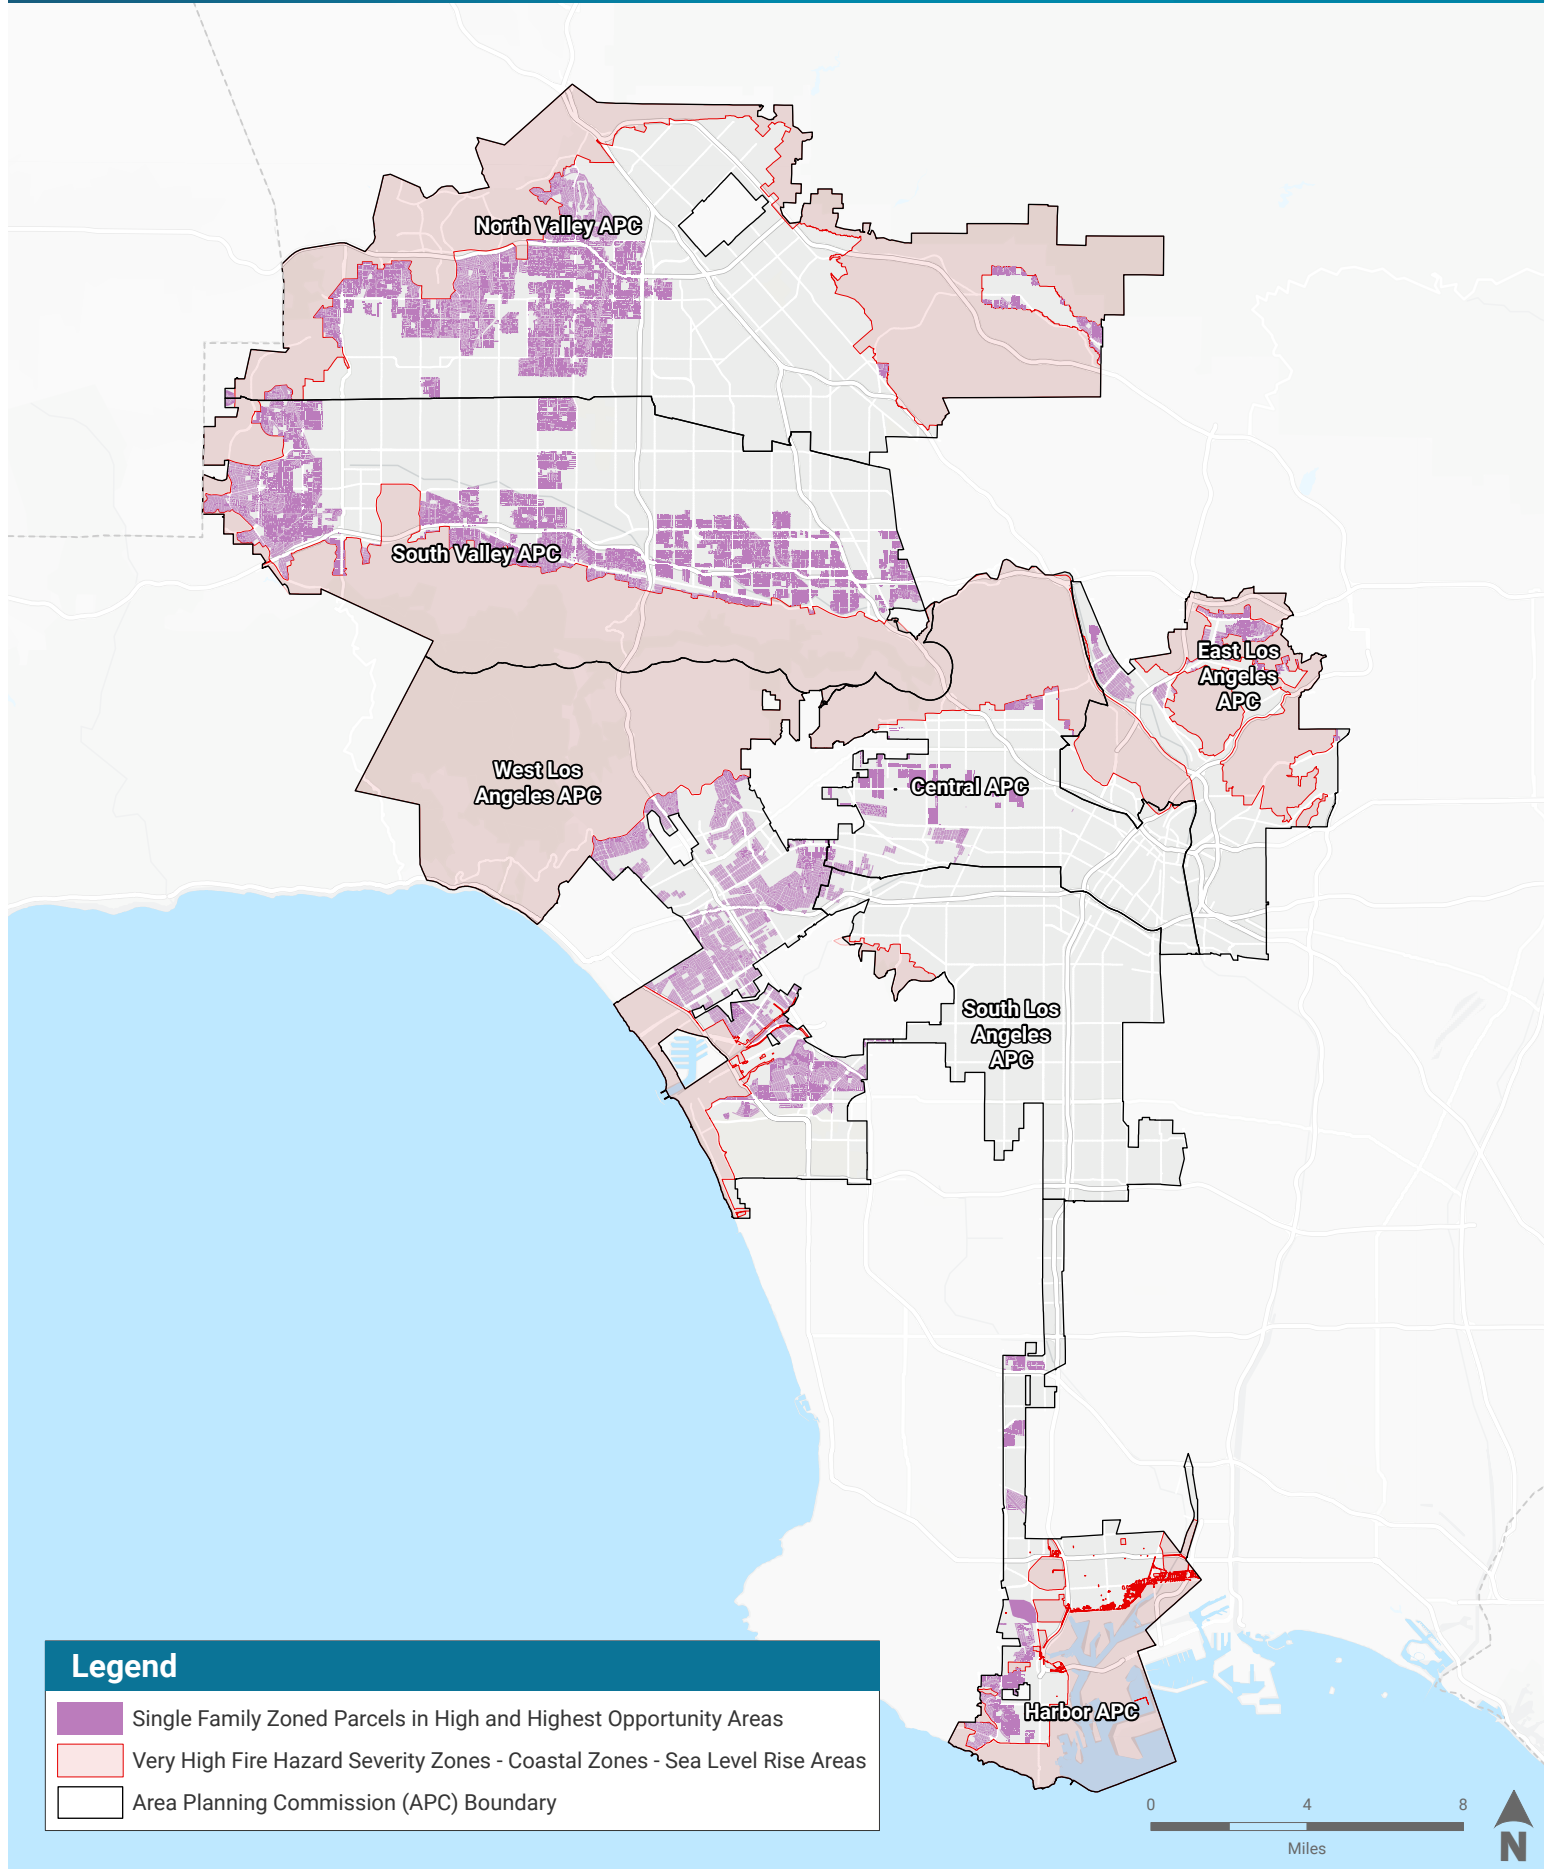 North Valley APC
South Valley APC
East Los
Angeles
APC
West Los
Angeles APC
Central APC
South Los
Angeles
APC
Harbor APC
Legend
Single Family Zoned Parcels in High and Highest Opportunity Areas
Very High Fire Hazard Severity Zones - Coastal Zones - Sea Level Rise Areas
Area Planning Commission (APC) Boundary
0 4 8
Miles
N